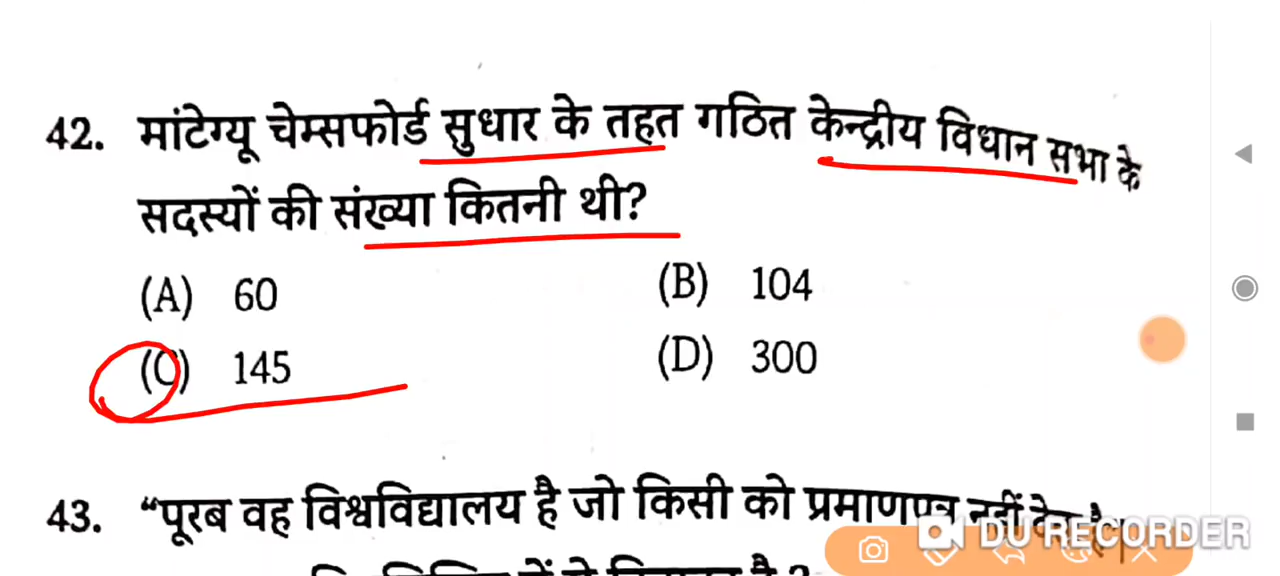 42. मांटेग्यू चेम्सफोर्ड सुधार के तहत गठित केन्द्रीय विधान सभा के
सदस्यों की संख्या कितनी थी?
(A) 60 (B) 104
(C) 145 (D) 300
43. “पूरब वह विश्वविद्यालय है जो किसी को प्रमाणपत्र नहीं
DU RECORDER